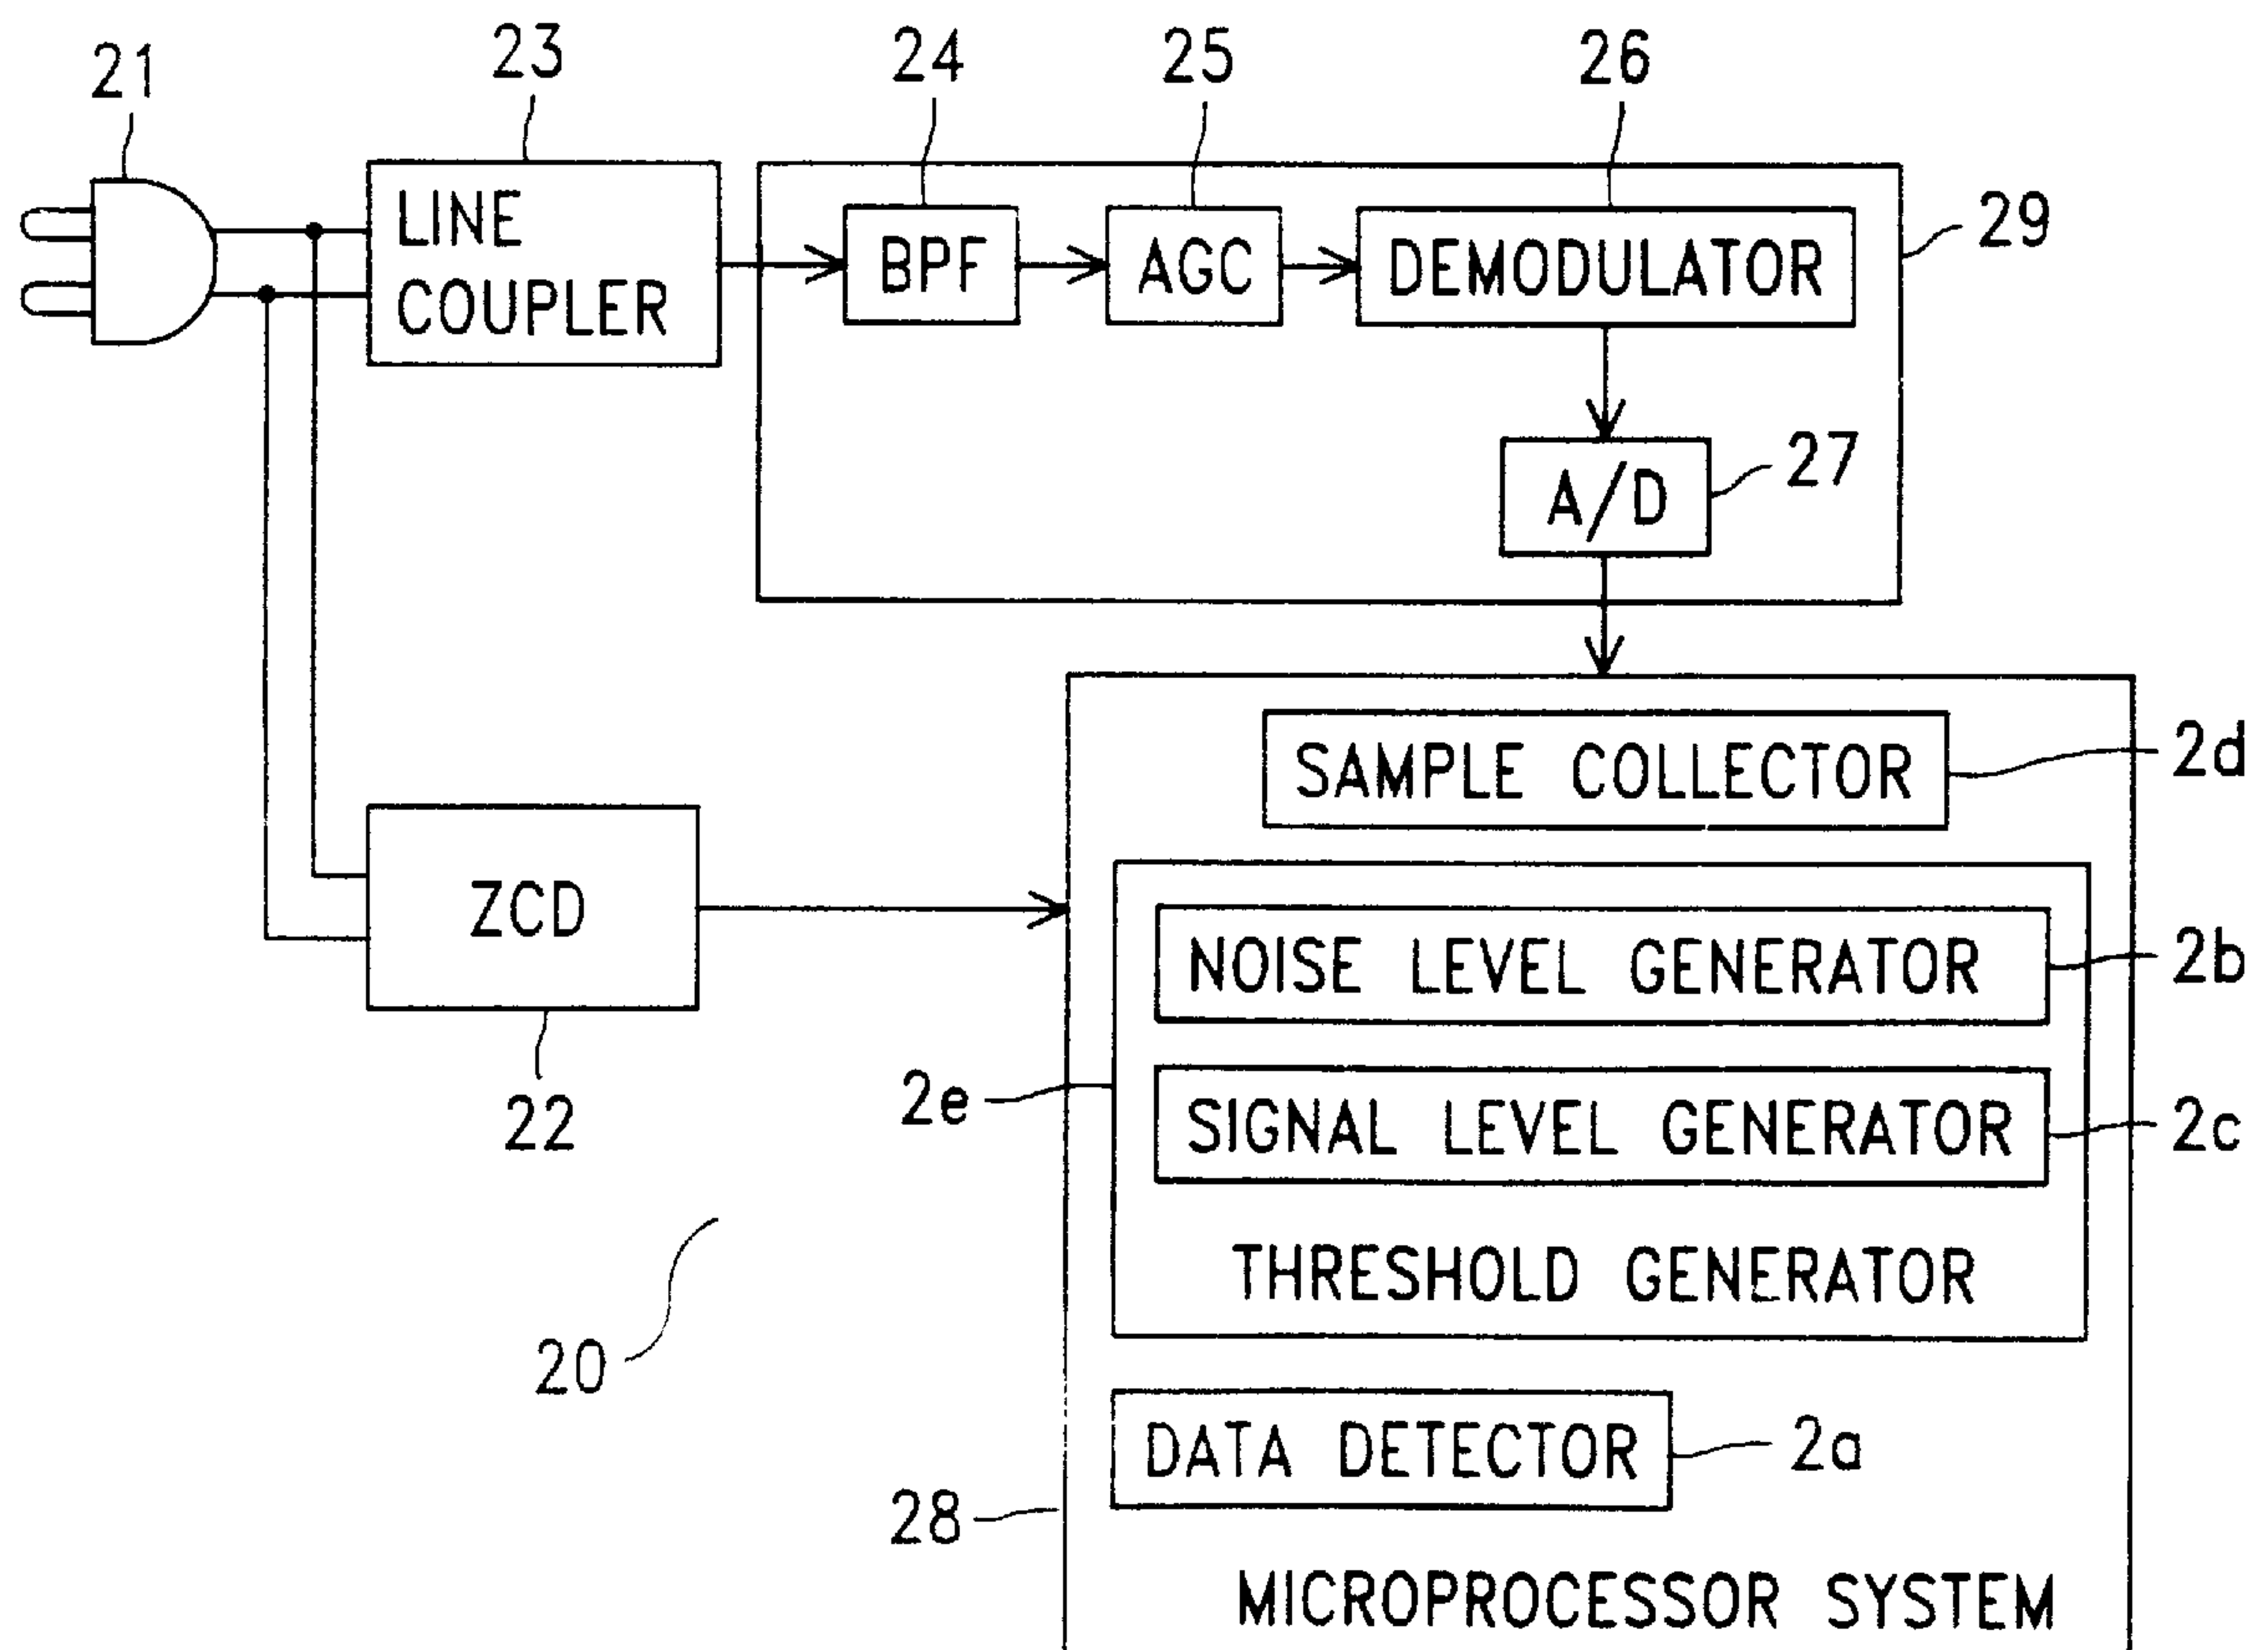 21
23
24
25
26
LINE
COUPLER
BPF
AGC
DEMODULATOR
29
A/D
27
SAMPLE COLLECTOR
2d
ZCD
22
NOISE LEVEL GENERATOR
2b
2e
SIGNAL LEVEL GENERATOR
2c
THRESHOLD GENERATOR
20
DATA DETECTOR
2a
28
MICROPROCESSOR SYSTEM